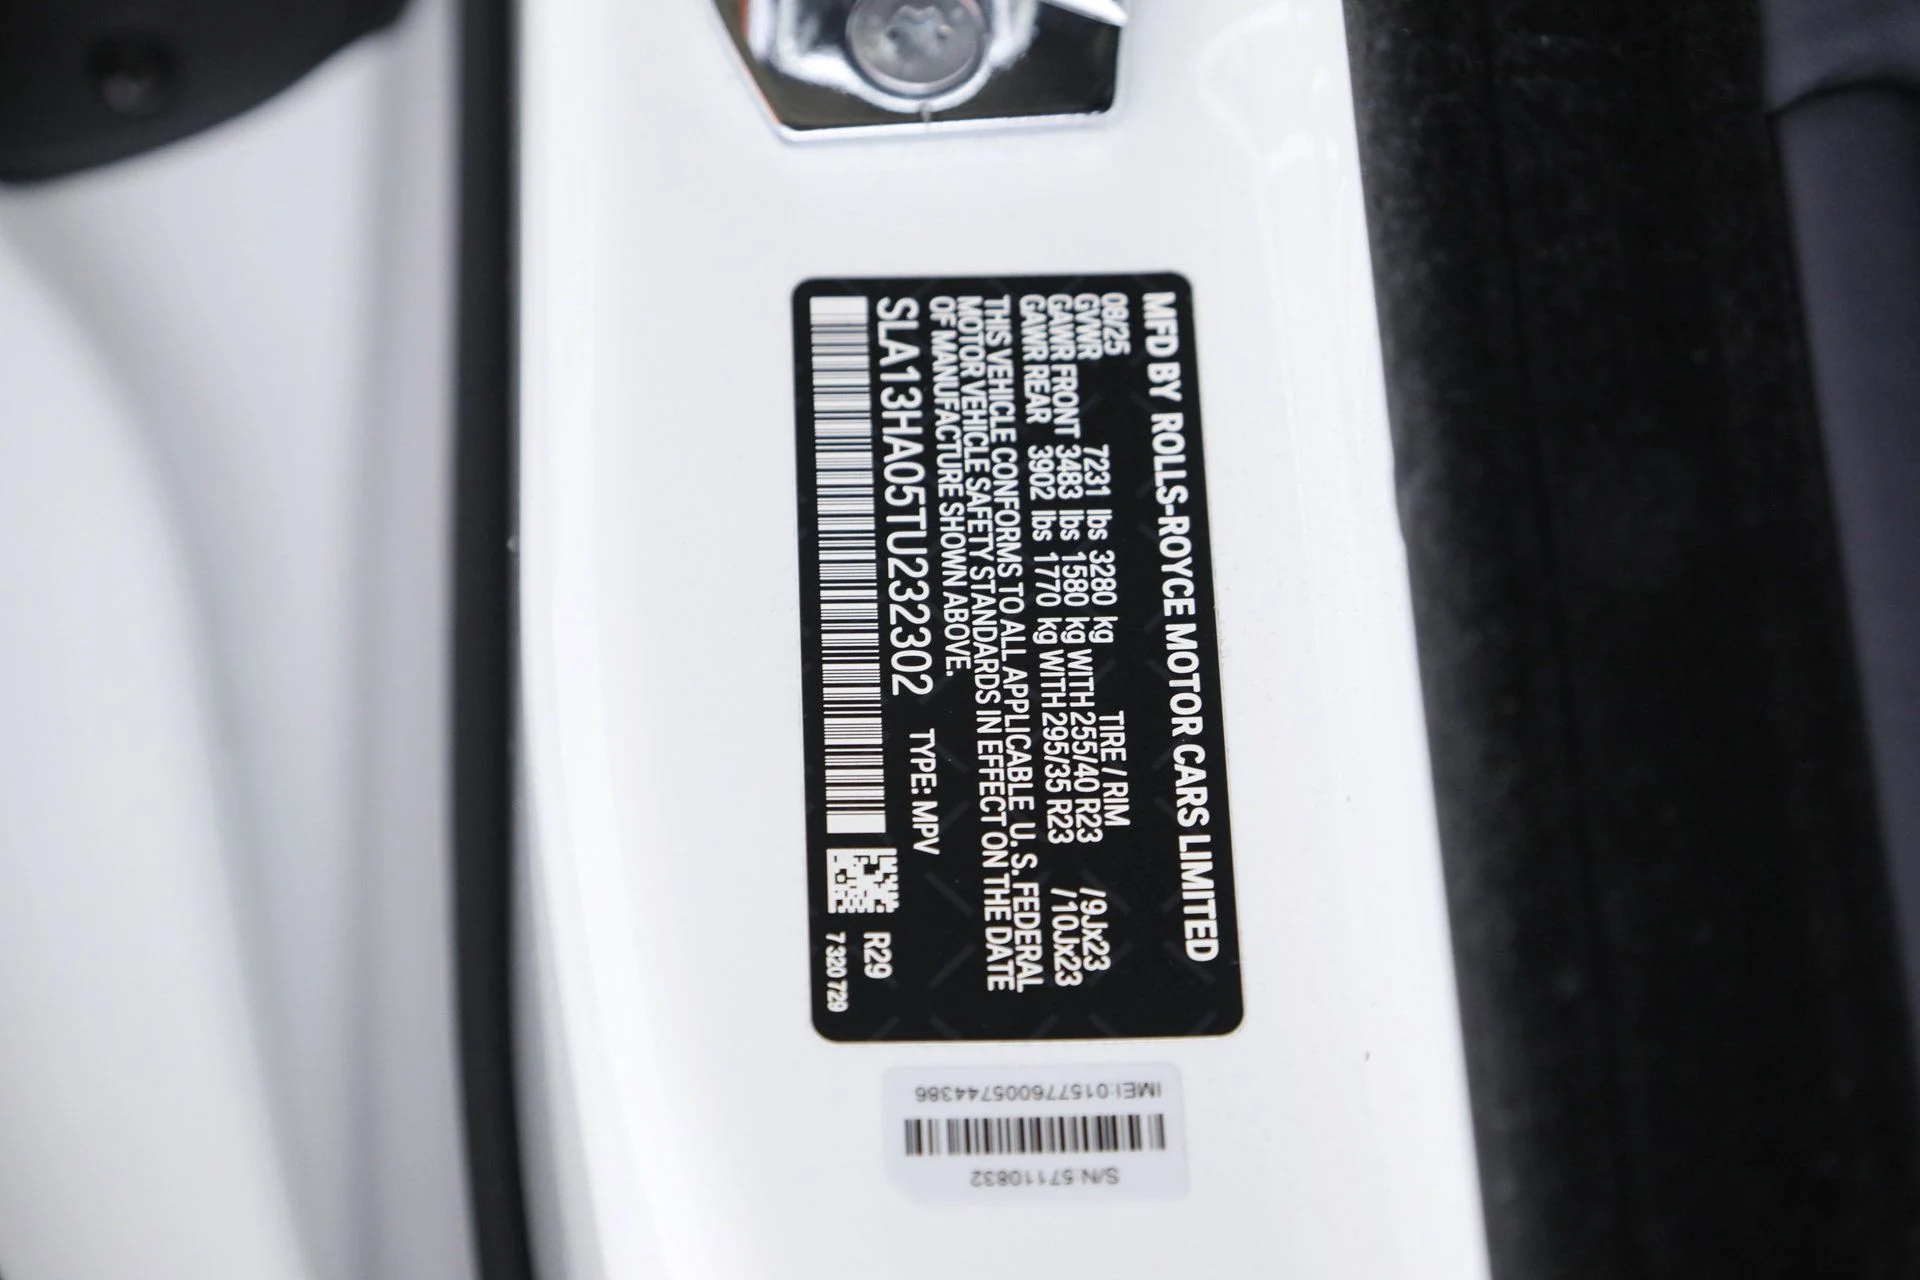 MFD BY ROLLS-ROYCE MOTOR CARS LIMITED
08/25 TIRE / RIM
GVWR 7231 lbs 3280 kg
GAWR FRONT 3483 lbs 1580 kg WITH 255/40 R23 /9Jx23
GAWR REAR 3902 lbs 1770 kg WITH 295/35 R23 /10Jx23
THIS VEHICLE CONFORMS TO ALL APPLICABLE U. S. FEDERAL
MOTOR VEHICLE SAFETY STANDARDS IN EFFECT ON THE DATE
OF MANUFACTURE SHOWN ABOVE.
SLA13HA05TU232302 TYPE: MPV
R29
7 320 729
IMEI:015776005744386
S/N:57110832